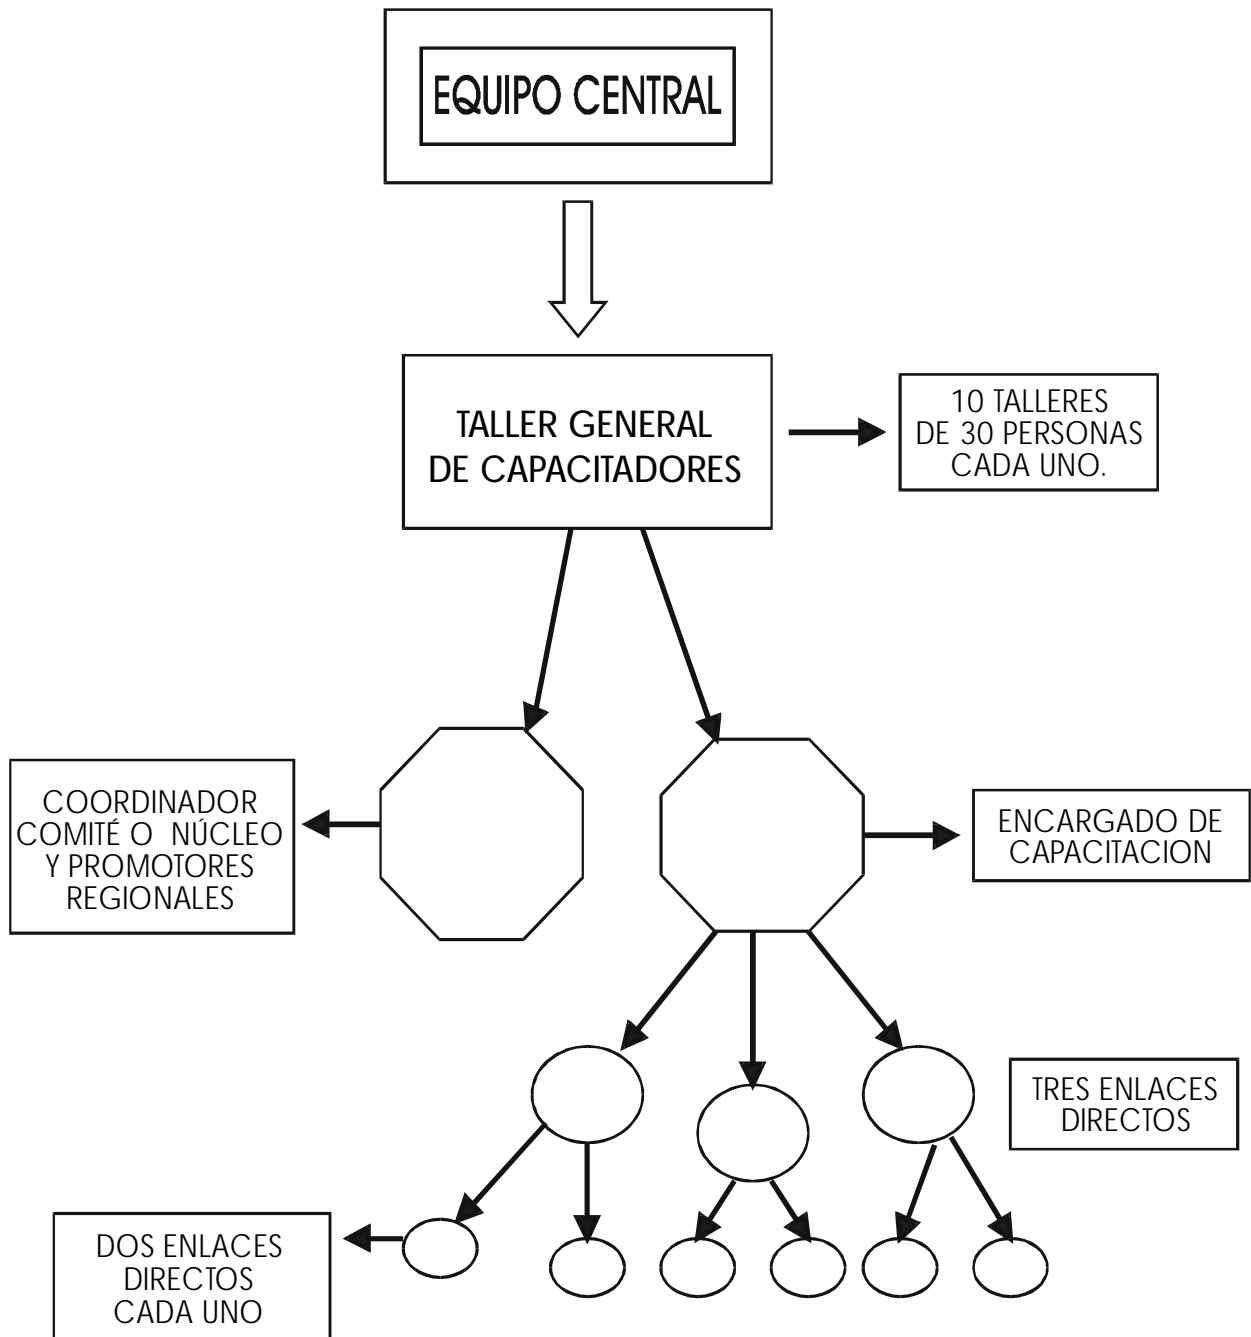 EQUIPO CENTRAL
TALLER GENERAL
DE CAPACITADORES
10 TALLERES
DE 30 PERSONAS
CADA UNO.
COORDINADOR
COMITÉ O NÚCLEO
Y PROMOTORES
REGIONALES
ENCARGADO DE
CAPACITACION
TRES ENLACES
DIRECTOS
DOS ENLACES
DIRECTOS
CADA UNO